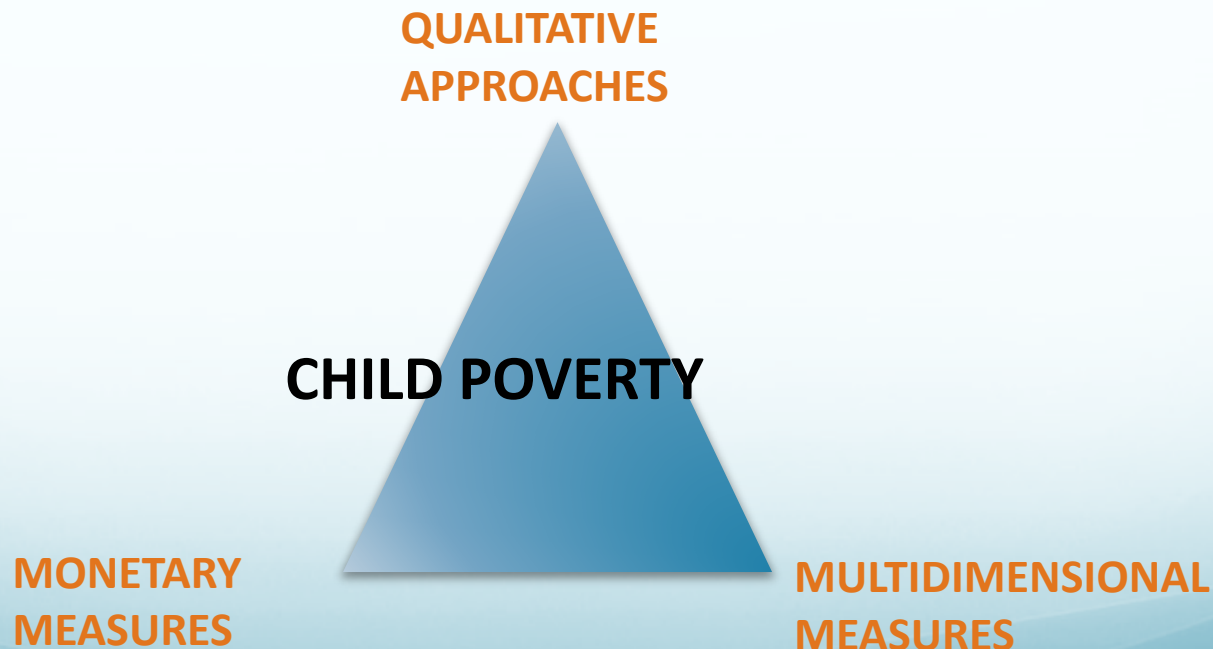 QUALITATIVE
APPROACHES
CHILD POVERTY
MONETARY
MEASURES
MULTIDIMENSIONAL
MEASURES